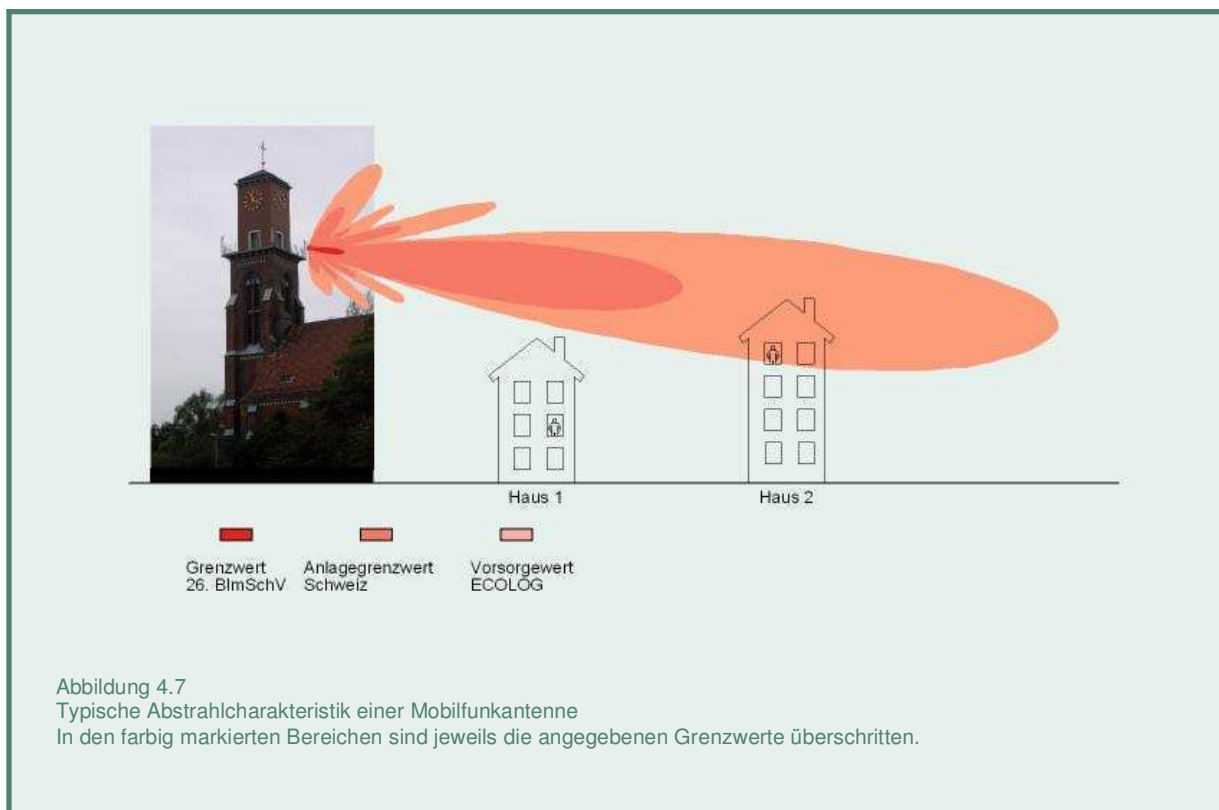 Haus 1
Haus 2
Grenzwert
26. BImSchV
Anlagegrenzwert
Schweiz
Vorsorgewert
ECOLOG
Abbildung 4.7
Typische Abstrahlcharakteristik einer Mobilfunkantenne
In den farbig markierten Bereichen sind jeweils die angegebenen Grenzwerte überschritten.